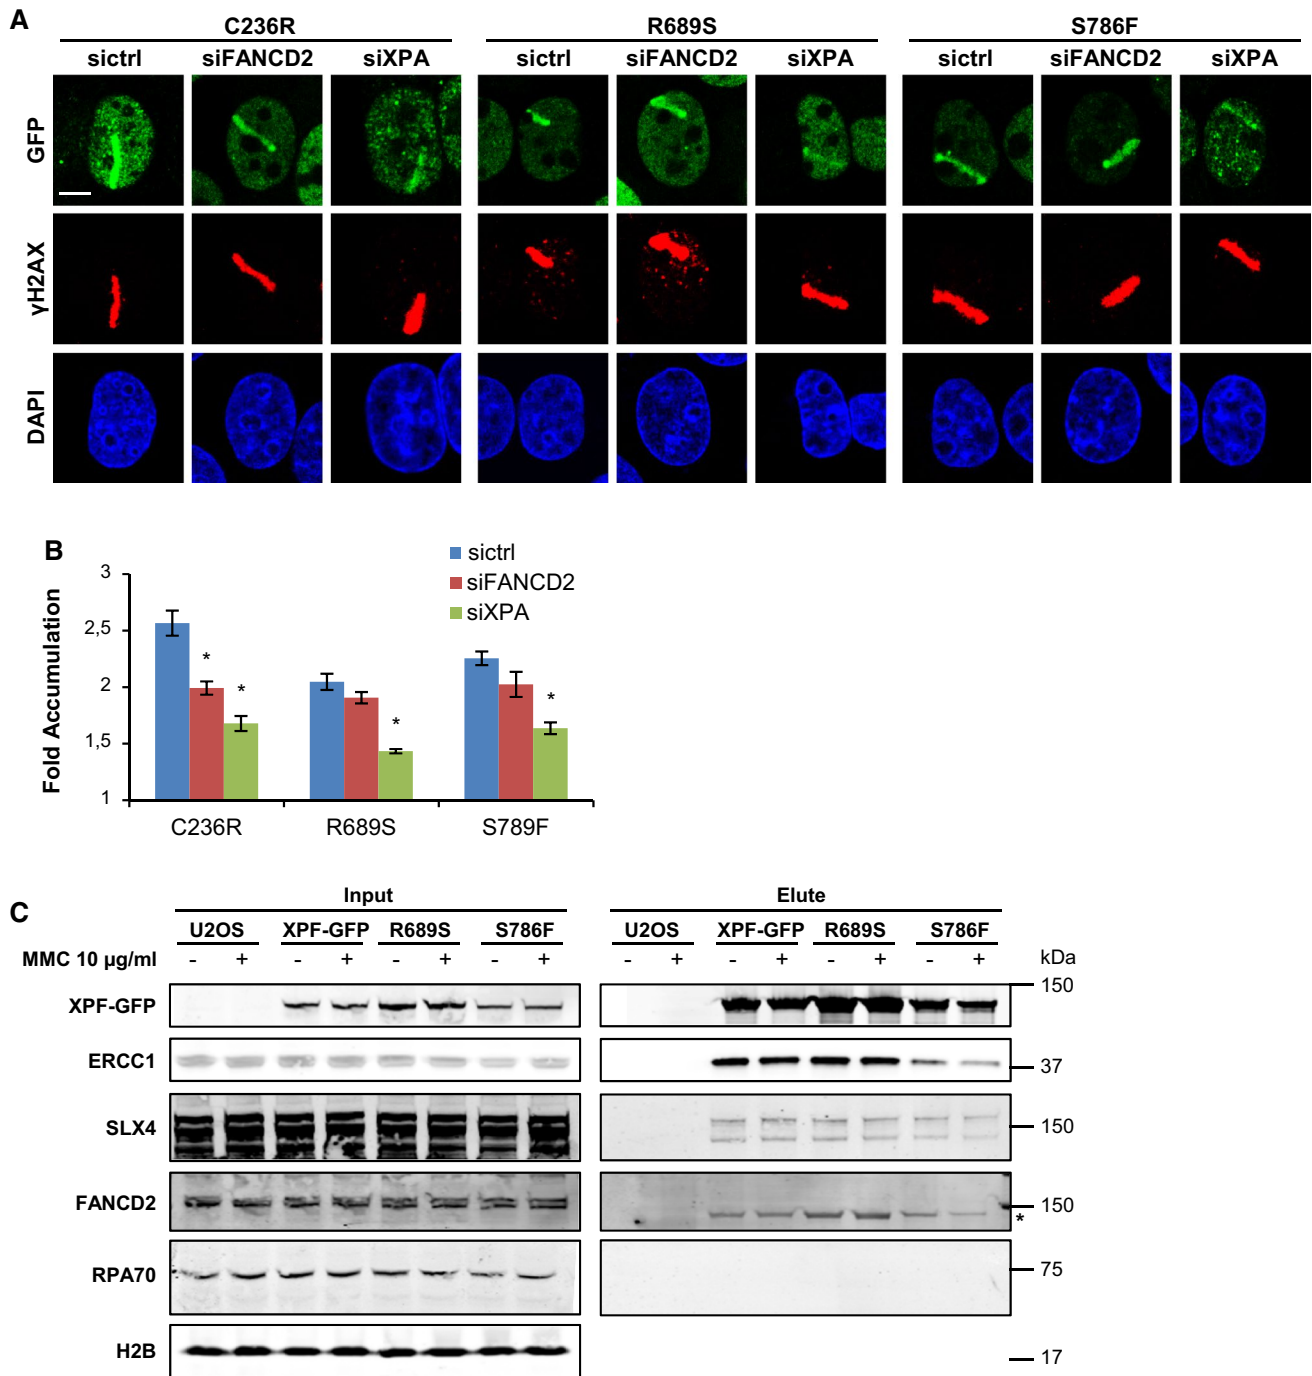 A
C236R R689S S786F
sictrl siFANCD2 siXPA sictrl siFANCD2 siXPA sictrl siFANCD2 siXPA
GFP
γH2AX
DAPI
B
sictrl
siFANCD2
siXPA
Fold Accumulation
3
2,5
2
1,5
1
* * * *
C236R R689S S789F
C
Input Elute
U2OS XPF-GFP R689S S786F U2OS XPF-GFP R689S S786F
MMC 10 µg/ml - + - + - + - + - + - + - + - + kDa
XPF-GFP 150
ERCC1 37
SLX4 150
FANCD2 150
*
RPA70 75
H2B 17